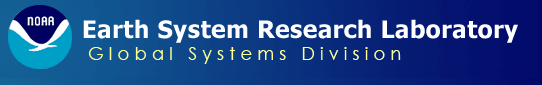 NOAA
Earth System Research Laboratory
Global Systems Division